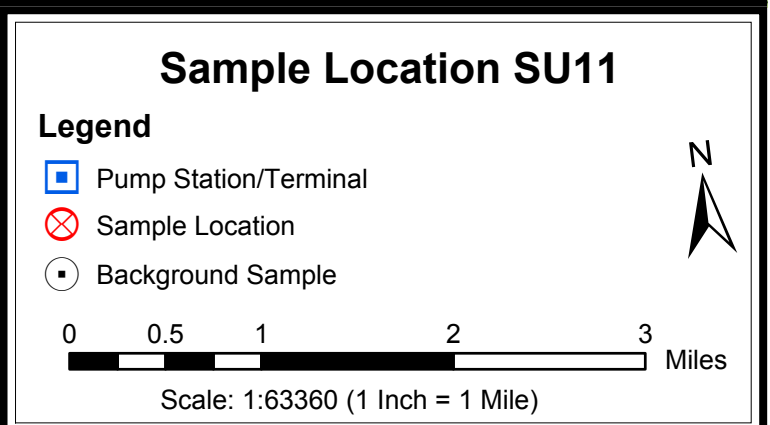 Sample Location SU11
Legend
N
Pump Station/Terminal
Sample Location
Background Sample
0 0.5 1 2 3
Miles
Scale: 1:63360 (1 Inch = 1 Mile)